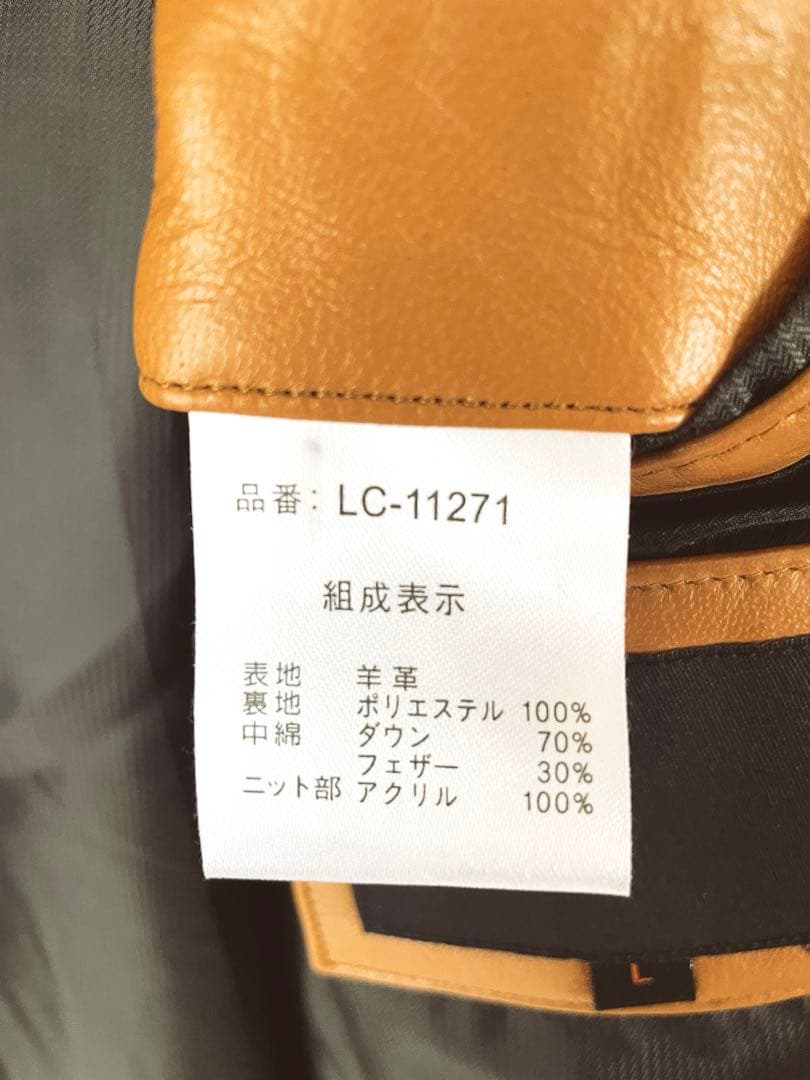 品番: LC-11271
組成表示
表地 羊革
裏地 ポリエステル 100%
中綿 ダウン 70%
フェザー 30%
ニット部 アクリル 100%
L